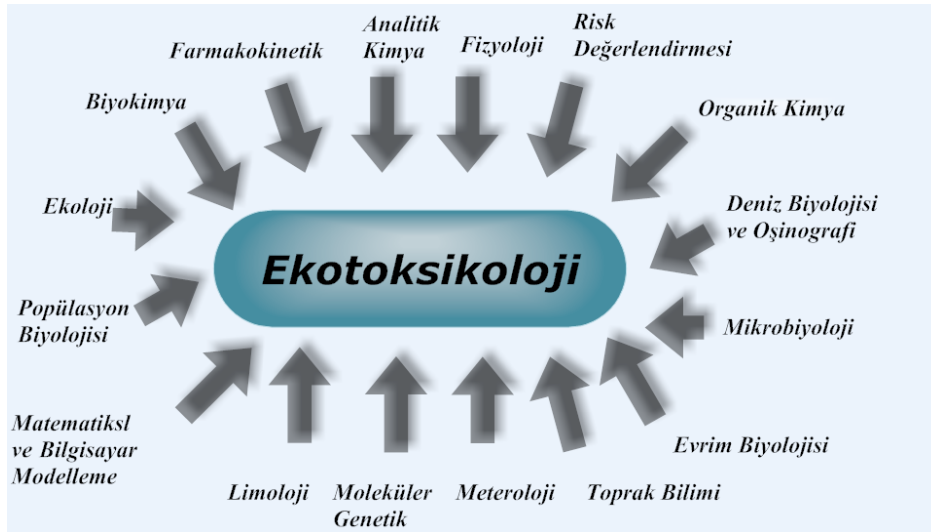 Farmakokinetik
Analitik
Kimya
Fizyoloji
Risk
Değerlendirmesi
Biyokimya
Organik Kimya
Ekoloji
Deniz Biyolojisi
ve Oşinografi
Ekotoksikoloji
Popülasyon
Biyolojisi
Mikrobiyoloji
Matematiksl
ve Bilgisayar
Modelleme
Evrim Biyolojisi
Limoloji
Moleküler
Genetik
Meteroloji
Toprak Bilimi